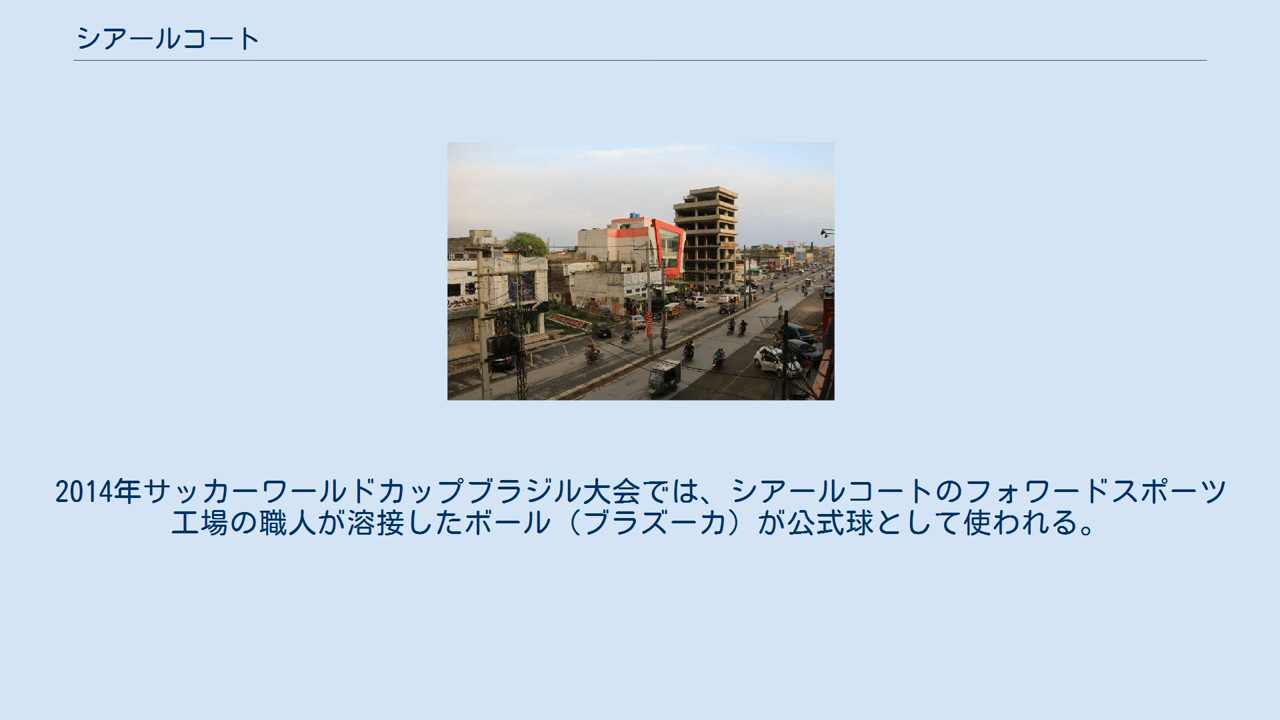 シアールコート
2014年サッカーワールドカップブラジル大会では、シアールコートのフォワードスポーツ
工場の職人が溶接したボール（ブラズーカ）が公式球として使われる。